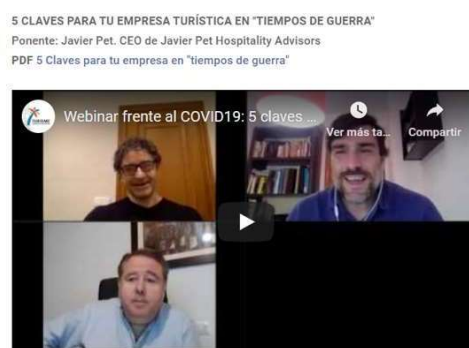 5 CLAVES PARA TU EMPRESA TURÍSTICA EN "TIEMPOS DE GUERRA"
Ponente: Javier Pet. CEO de Javier Pet Hospitality Advisors
PDF 5 Claves para tu empresa en "tiempos de guerra"
Webinar frente al COVID19: 5 claves ...
Ver más ta...
Compartir